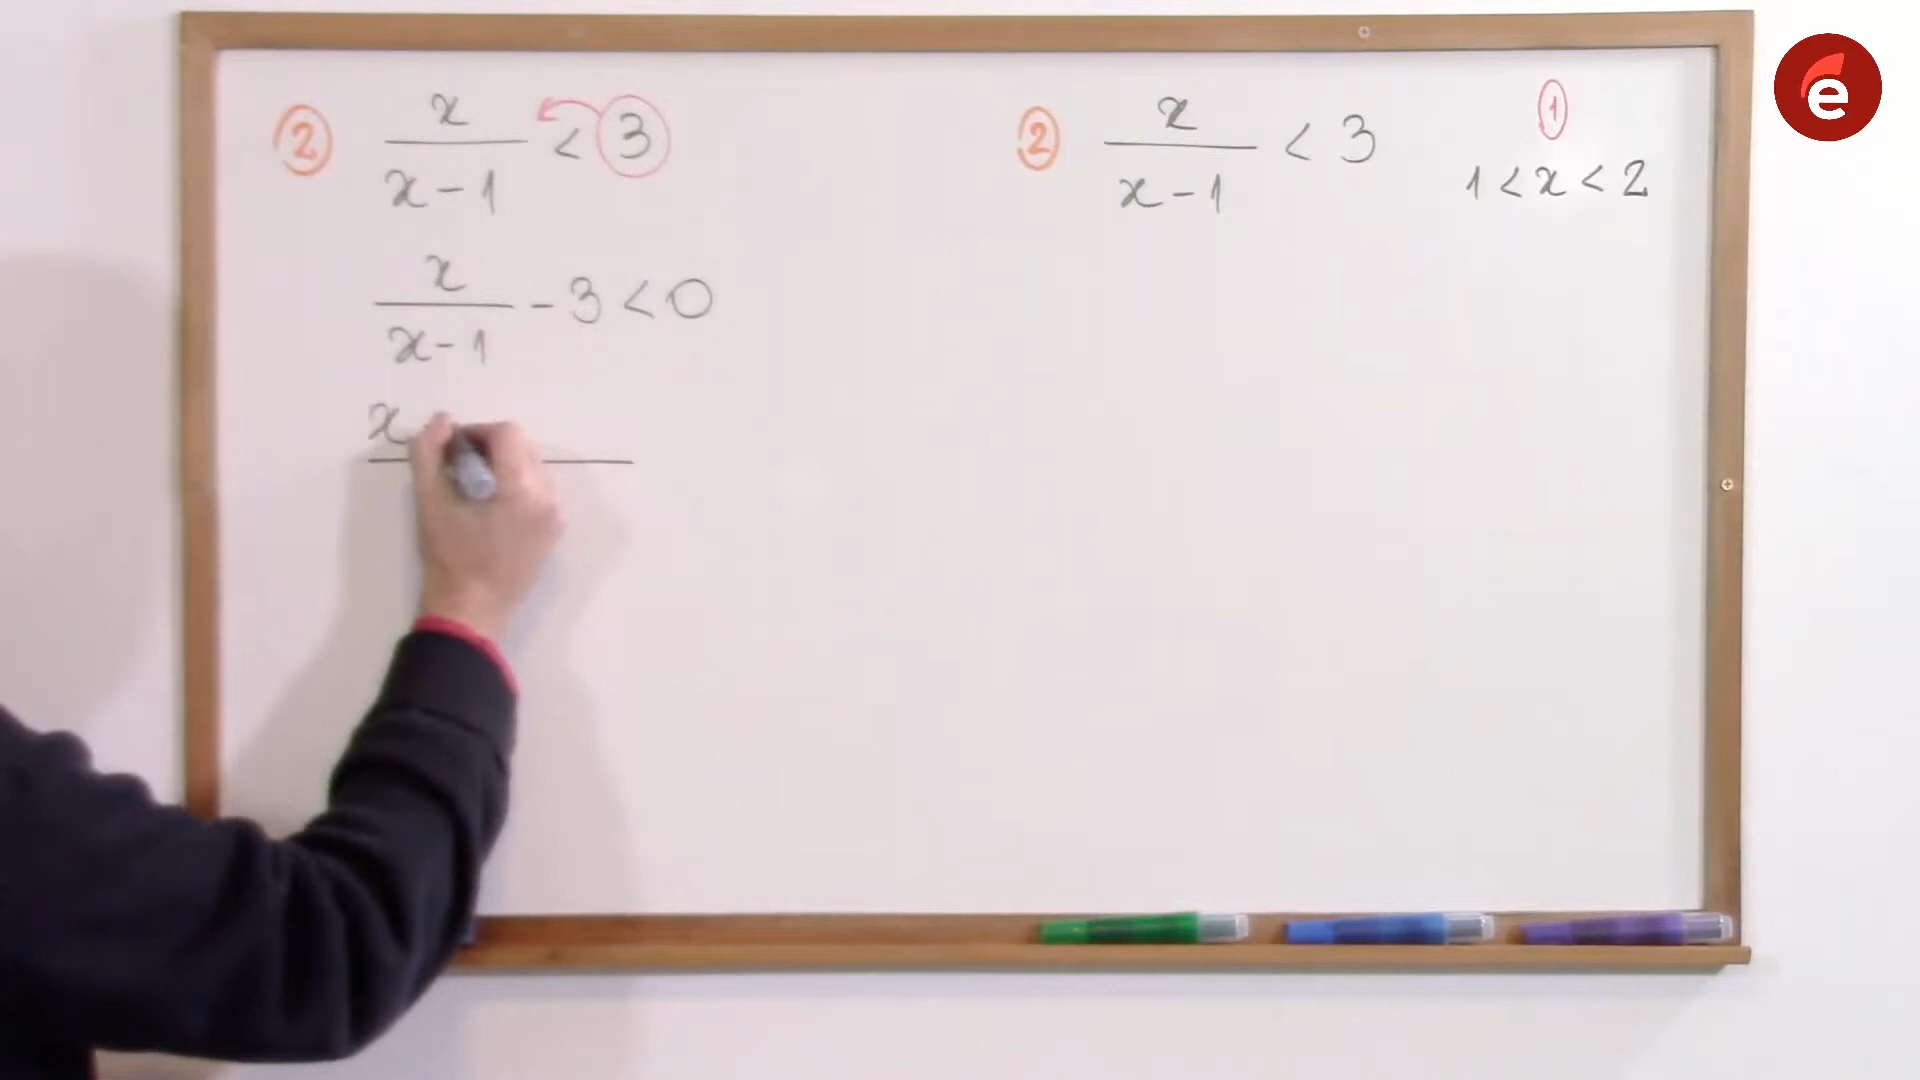 ② x/(x-1) < 3
x/(x-1) - 3 < 0
x
② x/(x-1) < 3
①
1 < x < 2
e